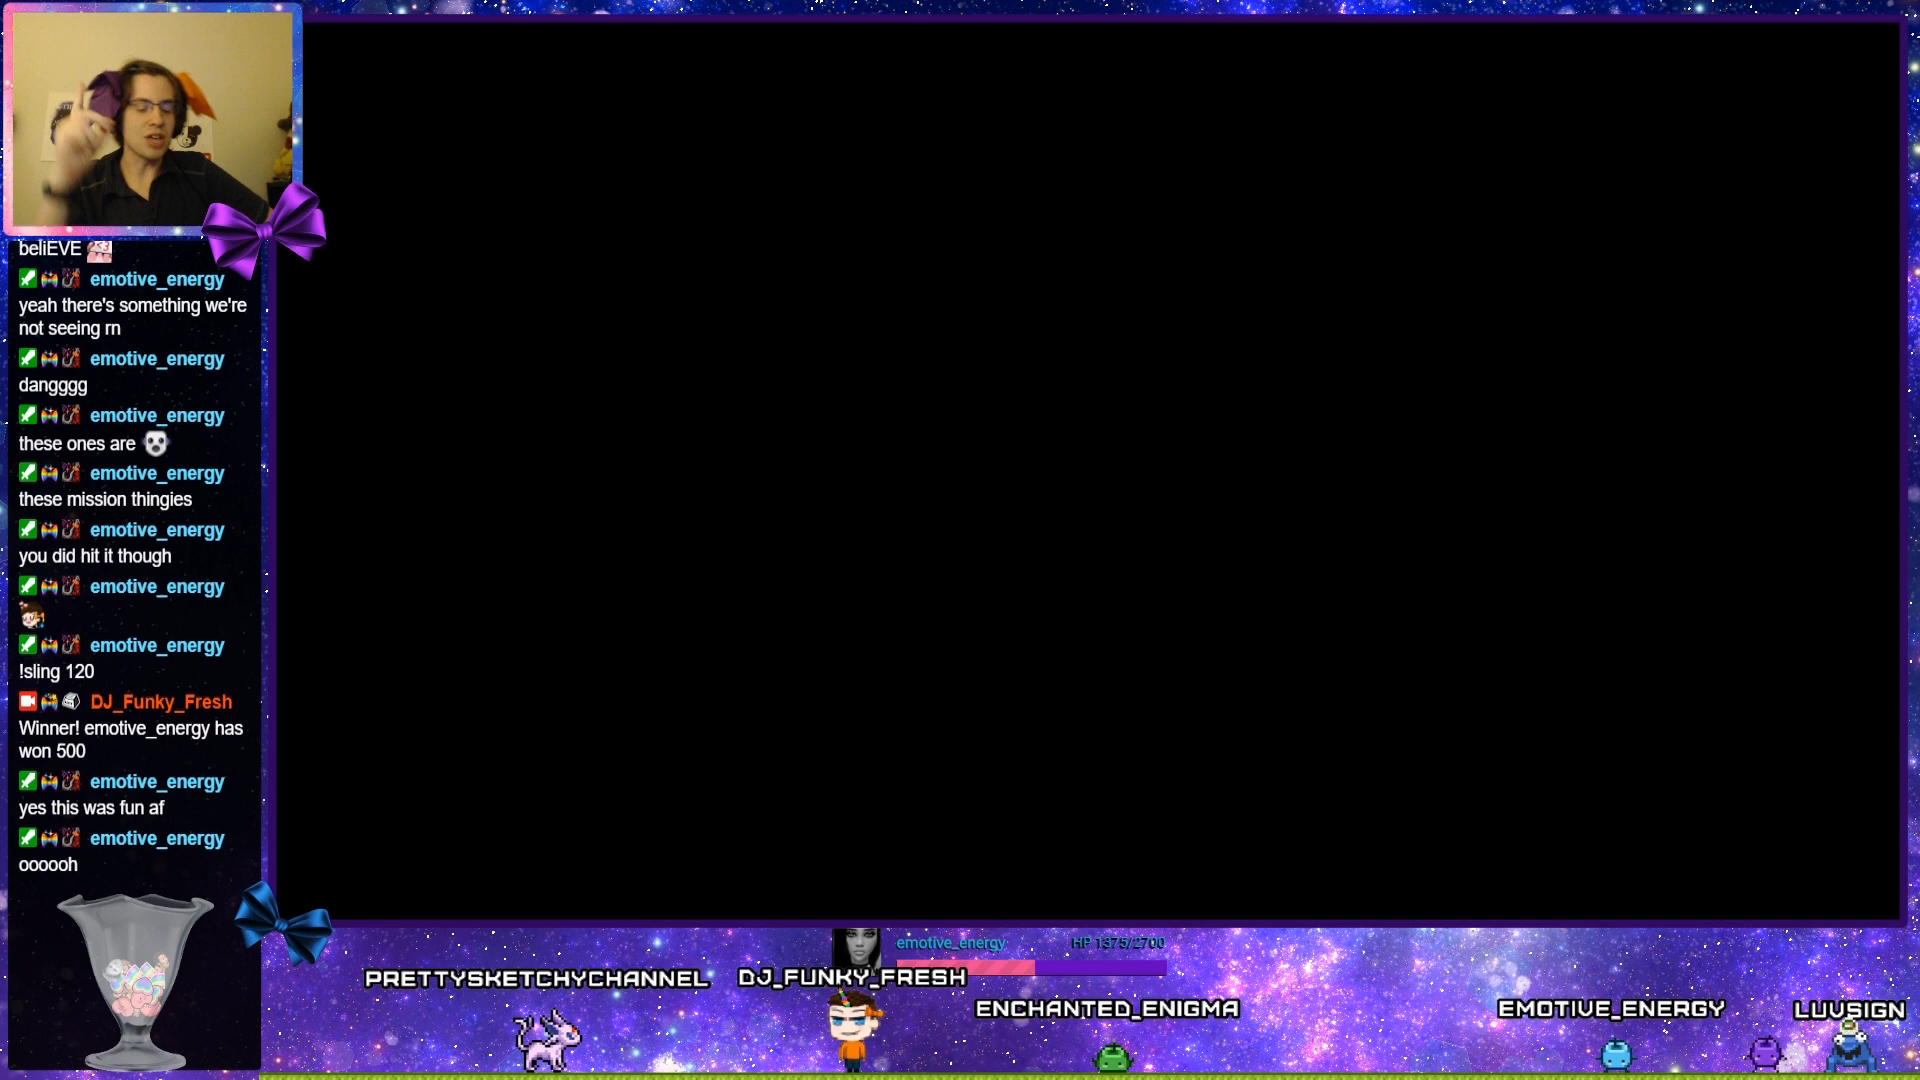 beliEVE
emotive_energy
yeah there's something we're
not seeing rn
emotive_energy
dangggg
emotive_energy
these ones are
emotive_energy
these mission thingies
emotive_energy
you did hit it though
emotive_energy
emotive_energy
!sling 120
DJ_Funky_Fresh
Winner! emotive_energy has
won 500
emotive_energy
yes this was fun af
emotive_energy
oooooh
emotive_energy HP 1375/2700
PRETTYSKETCHYCHANNEL DJ_FUNKY_FRESH
ENCHANTED_ENIGMA EMOTIVE_ENERGY LUVSIGN